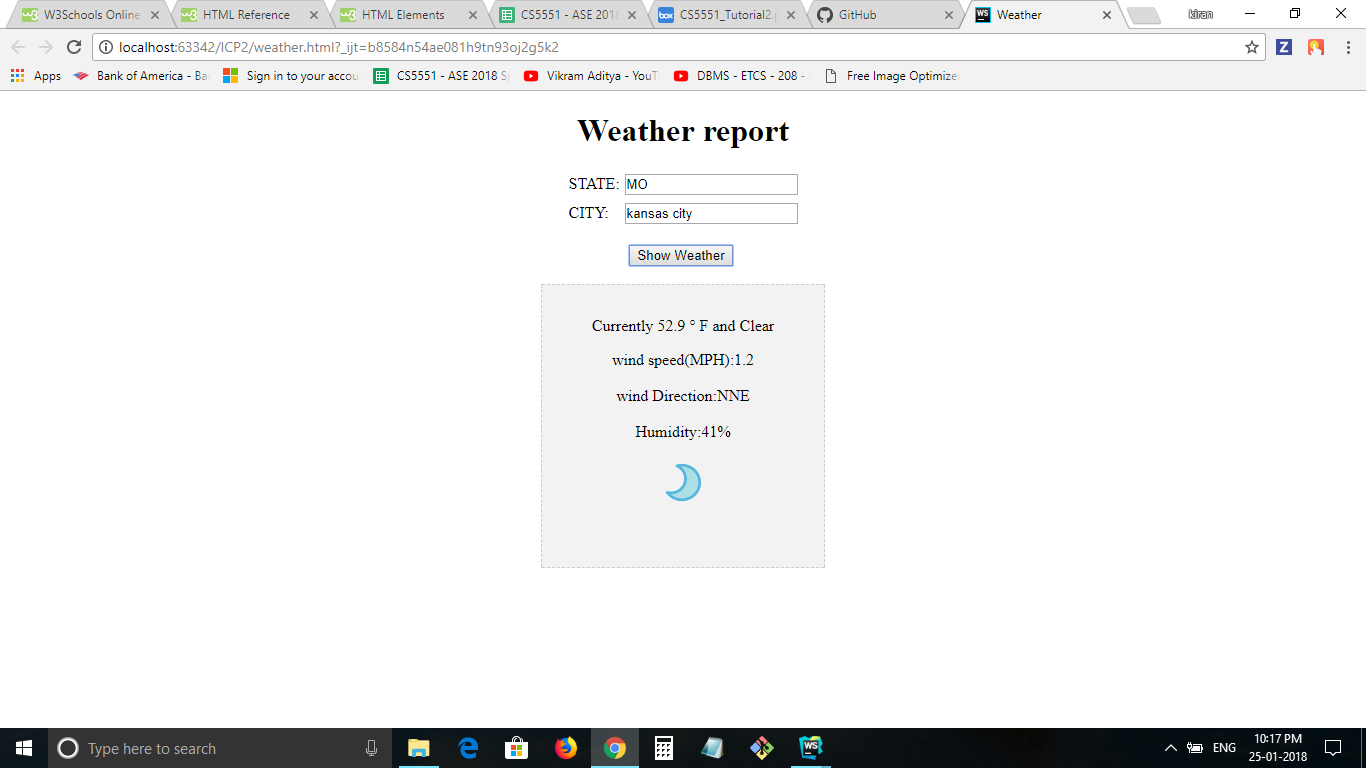 W3Schools Online
HTML Reference
HTML Elements
CS5551 - ASE 2018
CS5551_Tutorial2.p
GitHub
WS Weather
kiran
localhost:63342/ICP2/weather.html?_ijt=b8584n54ae081h9tn93oj2g5k2
Apps
Bank of America - Ba
Sign in to your accou
CS5551 - ASE 2018 Sp
Vikram Aditya - YouT
DBMS - ETCS - 208 -
Free Image Optimize
Weather report
STATE: MO
CITY: kansas city
Show Weather
Currently 52.9 ° F and Clear
wind speed(MPH):1.2
wind Direction:NNE
Humidity:41%
Type here to search
ENG
10:17 PM
25-01-2018